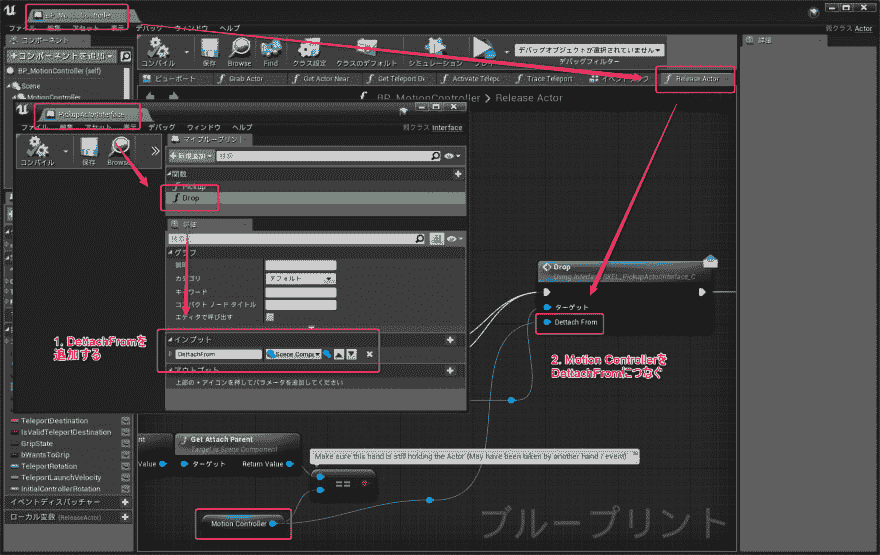 BP_MotionController
ファイル 編集 アセット 表示 デバッグ ウィンドウ ヘルプ
親クラス Actor
コンポーネント
+コンポーネントを追加
BP_MotionController (self)
Scene
MotionController
コンパイル
保存
Browse
Find
クラス設定
クラスのデフォルト
シミュレーション
デバッグオブジェクトが選択されていません
デバッグフィルター
詳細
ビューポート
Grab Actor
Get Actor Near
Get Teleport De
Activate Telepo
Trace Teleport
Release Actor
BP_MotionController > Release Actor
PickupActorInterface
ファイル 編集 アセット 表示 デバッグ ウィンドウ ヘルプ
親クラス Interface
コンパイル
保存
Browse
マイブループリント
+新規追加
検索
関数
Pickup
Drop
詳細
検索
グラフ
カテゴリ
デフォルト
キーワード
コンパクト ノード タイトル
エディタで呼び出す
インプット
DettachFrom
Scene Compo
アウトプット
上部の + アイコンを押してパラメータを追加してください
1. DettachFromを
追加する
Drop
Using Interface SKEL_PickupActorInterface_C
ターゲット
Dettach From
2. Motion Controllerを
DettachFromにつなぐ
TeleportDestination
IsValidTeleportDestination
GripState
bWantsToGrip
TeleportRotation
TeleportLaunchVelocity
InitialControllerRotation
イベントディスパッチャー
ローカル変数 (ReleaseActor)
Value
Get Attach Parent
Target is Scene Component
ターゲット
Return Value
Make sure this hand is still holding the Actor (May have been taken by another hand / event)
==
Motion Controller
ブループリント